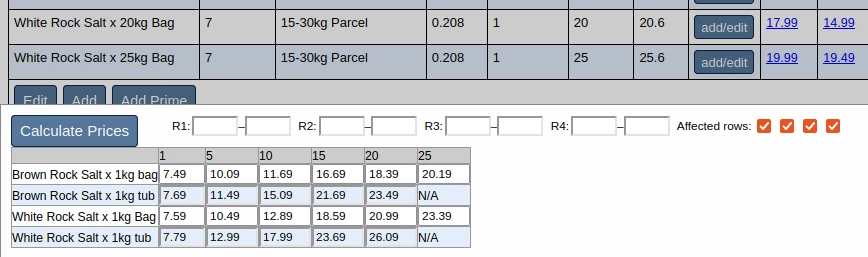 White Rock Salt x 20kg Bag 7 15-30kg Parcel 0.208 1 20 20.6 add/edit 17.99 14.99
White Rock Salt x 25kg Bag 7 15-30kg Parcel 0.208 1 25 25.6 add/edit 19.99 19.49
Edit Add Add Prime
Calculate Prices R1: – R2: – R3: – R4: – Affected rows:
1 5 10 15 20 25
Brown Rock Salt x 1kg bag 7.49 10.09 11.69 16.69 18.39 20.19
Brown Rock Salt x 1kg tub 7.69 11.49 15.09 21.69 23.49 N/A
White Rock Salt x 1kg Bag 7.59 10.49 12.89 18.59 20.99 23.39
White Rock Salt x 1kg tub 7.79 12.99 17.99 23.69 26.09 N/A